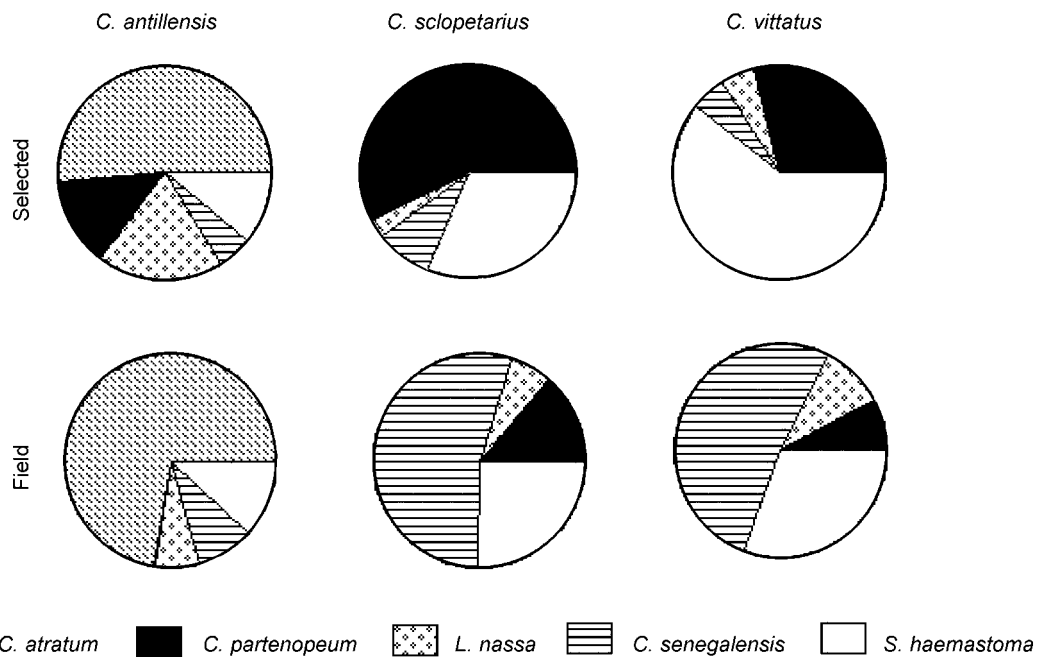 C. antillensis C. sclopetarius C. vittatus
Selected
Field
C. atratum C. partenopeum L. nassa C. senegalensis S. haemastoma